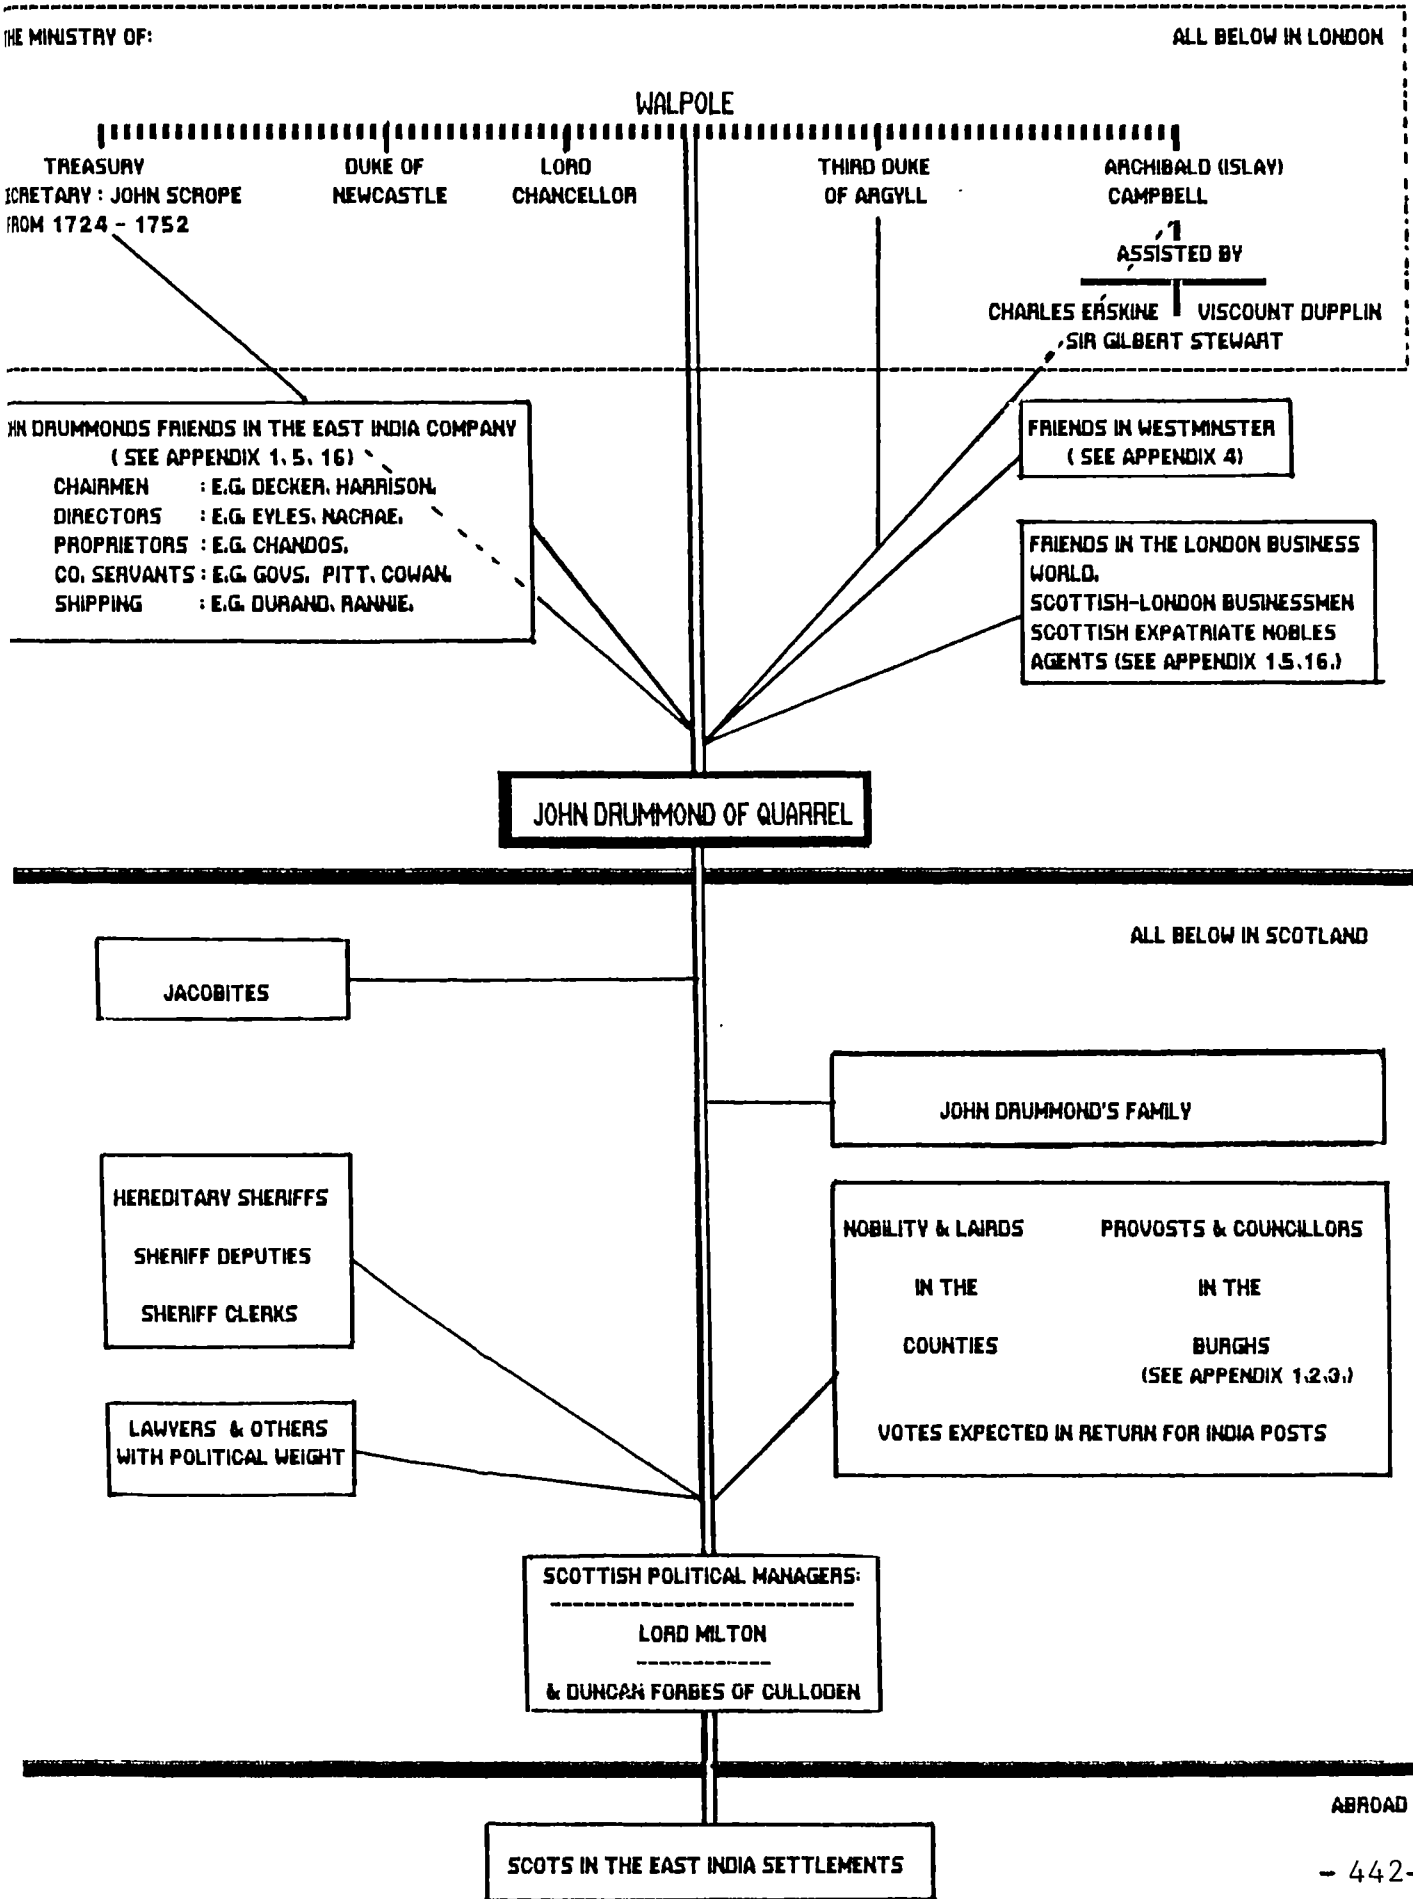 THE MINISTRY OF:
ALL BELOW IN LONDON
WALPOLE
TREASURY
ECRETARY : JOHN SCROPE
FROM 1724 - 1752
DUKE OF
NEWCASTLE
LORD
CHANCELLOR
THIRD DUKE
OF ARGYLL
ARCHIBALD (ISLAY)
CAMPBELL
ASSISTED BY
CHARLES ERSKINE
VISCOUNT DUPPLIN
SIR GILBERT STEWART
HN DRUMMONDS FRIENDS IN THE EAST INDIA COMPANY
( SEE APPENDIX 1. 5. 16)
CHAIRMEN : E.G. DECKER. HARRISON.
DIRECTORS : E.G. EYLES. NACRAE.
PROPRIETORS : E.G. CHANDOS.
CO. SERVANTS : E.G. GOVS. PITT. COWAN.
SHIPPING : E.G. DURAND. RANNIE.
FRIENDS IN WESTMINSTER
( SEE APPENDIX 4)
FRIENDS IN THE LONDON BUSINESS
WORLD.
SCOTTISH-LONDON BUSINESSMEN
SCOTTISH EXPATRIATE NOBLES
AGENTS (SEE APPENDIX 1.5.16.)
JOHN DRUMMOND OF QUARREL
ALL BELOW IN SCOTLAND
JACOBITES
JOHN DRUMMOND'S FAMILY
HEREDITARY SHERIFFS
SHERIFF DEPUTIES
SHERIFF CLERKS
NOBILITY & LAIRDS
IN THE
COUNTIES
PROVOSTS & COUNCILLORS
IN THE
BURGHS
(SEE APPENDIX 1.2.3.)
VOTES EXPECTED IN RETURN FOR INDIA POSTS
LAWYERS & OTHERS
WITH POLITICAL WEIGHT
SCOTTISH POLITICAL MANAGERS:
LORD MILTON
& DUNCAN FORBES OF CULLODEN
ABROAD
SCOTS IN THE EAST INDIA SETTLEMENTS
- 442-